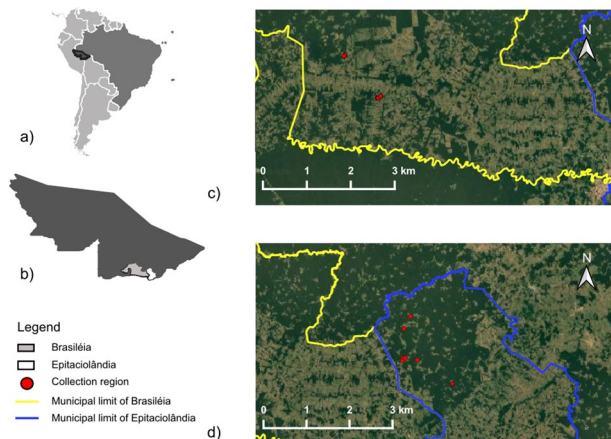 a)
b)
Legend
Brasiléia
Epitaciolândia
Collection region
Municipal limit of Brasiléia
Municipal limit of Epitaciolândia
N
0 1 2 3 km
c)
N
0 1 2 3 km
d)